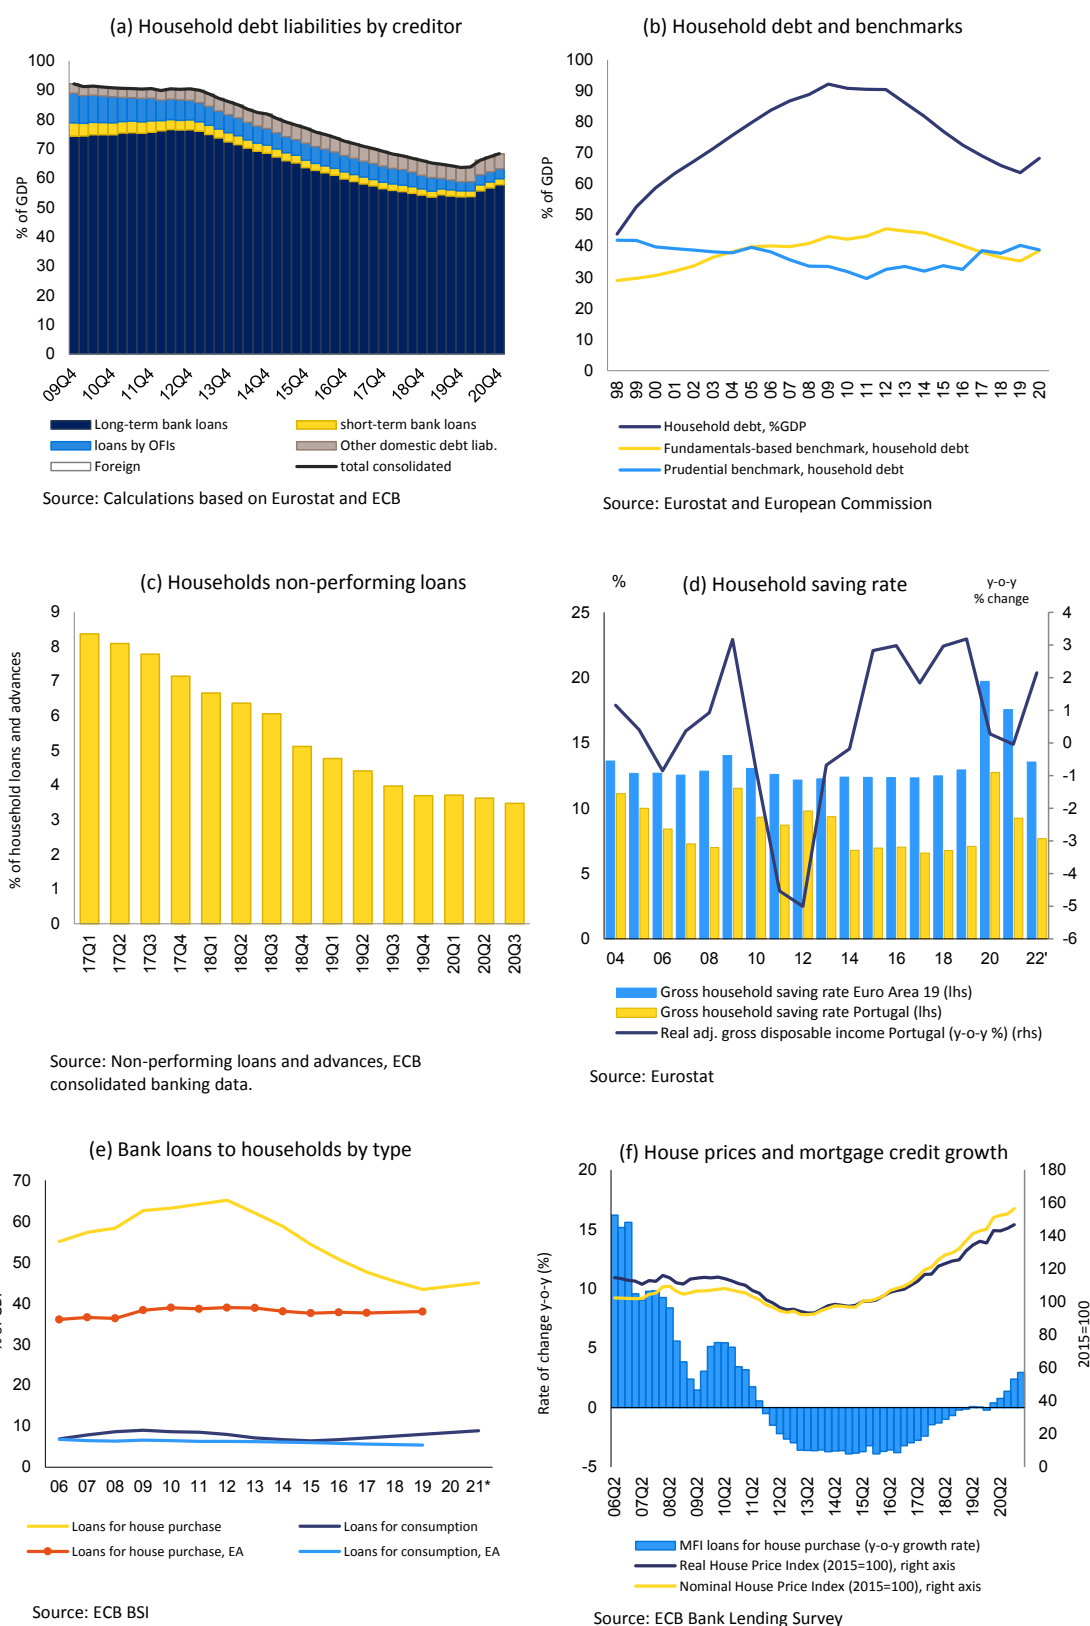 (a) Household debt liabilities by creditor
100
90
80
70
60
50
40
30
20
10
0
% of GDP
09Q4
10Q4
11Q4
12Q4
13Q4
14Q4
15Q4
16Q4
17Q4
18Q4
19Q4
20Q4
Long-term bank loans
short-term bank loans
loans by OFIs
Other domestic debt liab.
Foreign
total consolidated
Source: Calculations based on Eurostat and ECB
(b) Household debt and benchmarks
100
90
80
70
60
50
40
30
20
10
0
% of GDP
98
99
00
01
02
03
04
05
06
07
08
09
10
11
12
13
14
15
16
17
18
19
20
Household debt, %GDP
Fundamentals-based benchmark, household debt
Prudential benchmark, household debt
Source: Eurostat and European Commission
(c) Households non-performing loans
9
8
7
6
5
4
3
2
1
0
% of household loans and advances
17Q1
17Q2
17Q3
17Q4
18Q1
18Q2
18Q3
18Q4
19Q1
19Q2
19Q3
19Q4
20Q1
20Q2
20Q3
Source: Non-performing loans and advances, ECB
consolidated banking data.
%
(d) Household saving rate
y-o-y
% change
25
20
15
10
5
0
4
3
2
1
0
-1
-2
-3
-4
-5
-6
04 06 08 10 12 14 16 18 20 22'
Gross household saving rate Euro Area 19 (lhs)
Gross household saving rate Portugal (lhs)
Real adj. gross disposable income Portugal (y-o-y %) (rhs)
Source: Eurostat
(e) Bank loans to households by type
70
60
50
40
30
20
10
0
06 07 08 09 10 11 12 13 14 15 16 17 18 19 20 21*
Loans for house purchase
Loans for consumption
Loans for house purchase, EA
Loans for consumption, EA
Source: ECB BSI
(f) House prices and mortgage credit growth
20
15
10
5
0
-5
Rate of change y-o-y (%)
180
160
140
120
100
80
60
40
20
0
2015=100
06Q2
07Q2
08Q2
09Q2
10Q2
11Q2
12Q2
13Q2
14Q2
15Q2
16Q2
17Q2
18Q2
19Q2
20Q2
MFI loans for house purchase (y-o-y growth rate)
Real House Price Index (2015=100), right axis
Nominal House Price Index (2015=100), right axis
Source: ECB Bank Lending Survey